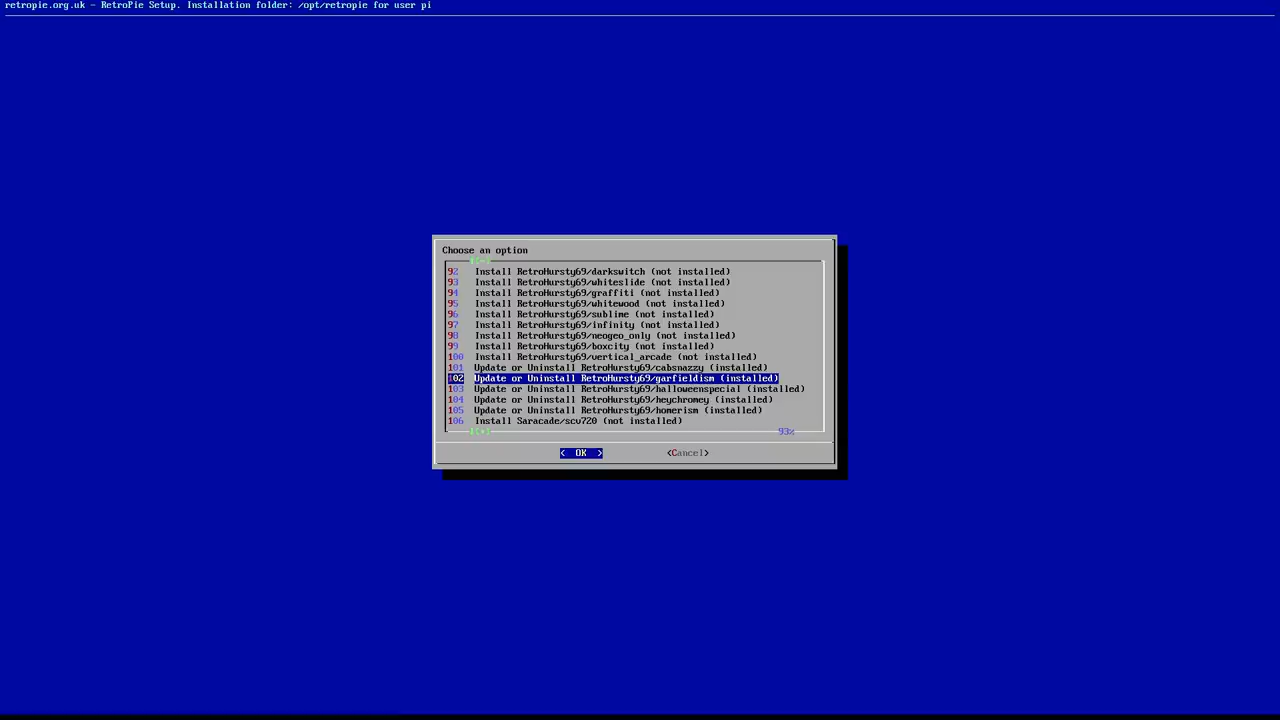 retropie.org.uk - RetroPie Setup. Installation folder: /opt/retropie for user pi
Choose an option
92 Install RetroHursty69/darkswitch (not installed)
93 Install RetroHursty69/whiteslide (not installed)
94 Install RetroHursty69/graffiti (not installed)
95 Install RetroHursty69/whitewood (not installed)
96 Install RetroHursty69/sublime (not installed)
97 Install RetroHursty69/infinity (not installed)
98 Install RetroHursty69/neogeo_only (not installed)
99 Install RetroHursty69/boxcity (not installed)
100 Install RetroHursty69/vertical_arcade (not installed)
101 Update or Uninstall RetroHursty69/cabsnazzy (installed)
102 Update or Uninstall RetroHursty69/garfieldism (installed)
103 Update or Uninstall RetroHursty69/halloweenspecial (installed)
104 Update or Uninstall RetroHursty69/heychromey (installed)
105 Update or Uninstall RetroHursty69/homerism (installed)
106 Install Saracade/scv720 (not installed)
93%
< OK > <Cancel>